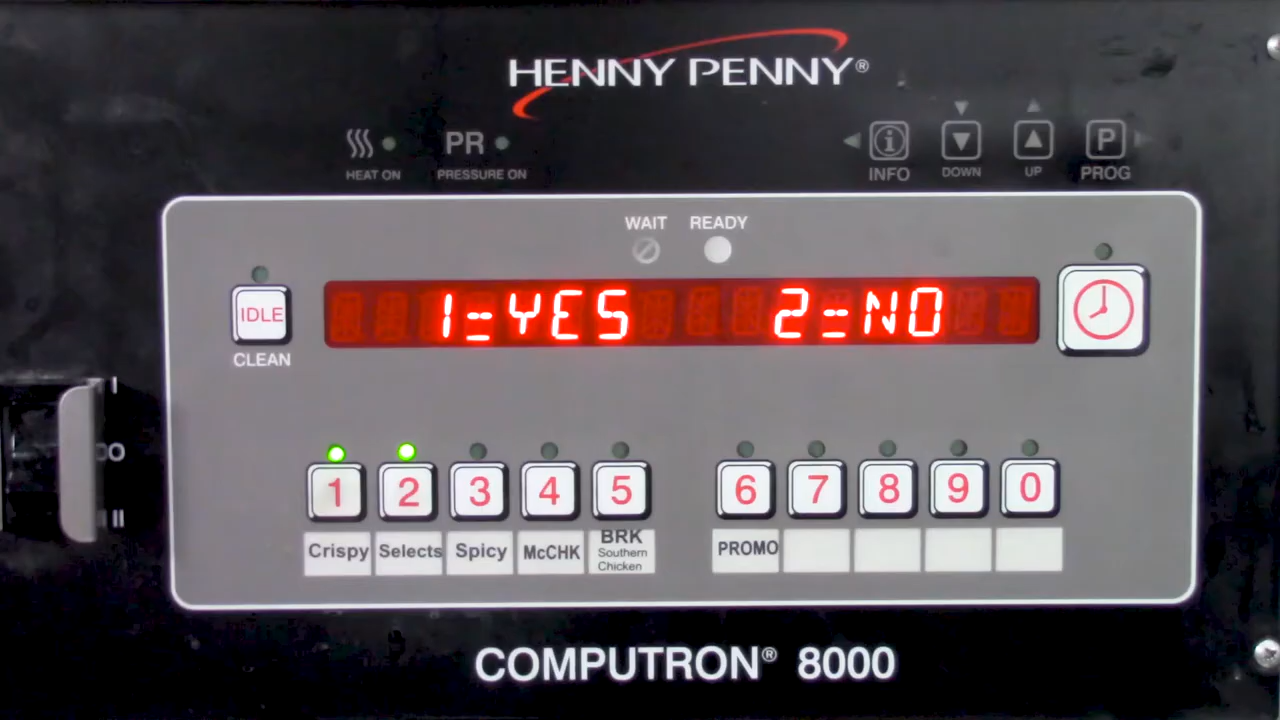 HENNY PENNY®
PR
HEAT ON
PRESSURE ON
INFO
DOWN
UP
P
PROG
WAIT
READY
IDLE
CLEAN
1=YES 2=NO
I
O
II
1 2 3 4 5 6 7 8 9 0
Crispy
Selects
Spicy
McCHK
BRK
Southern
Chicken
PROMO
COMPUTRON® 8000